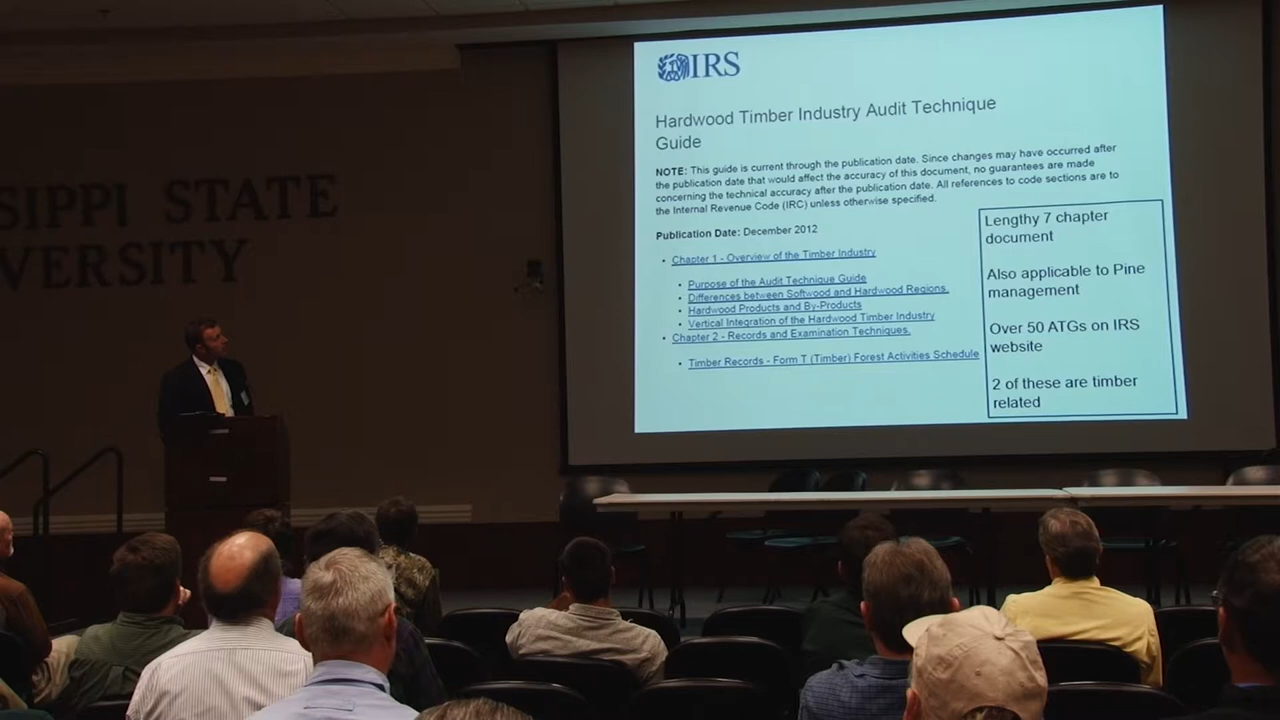 SIPPI STATE
VERSITY
IRS
Hardwood Timber Industry Audit Technique
Guide
NOTE: This guide is current through the publication date. Since changes may have occurred after
the publication date that would affect the accuracy of this document, no guarantees are made
concerning the technical accuracy after the publication date. All references to code sections are to
the Internal Revenue Code (IRC) unless otherwise specified.
Publication Date: December 2012
• Chapter 1 - Overview of the Timber Industry
• Purpose of the Audit Technique Guide
• Differences between Softwood and Hardwood Regions.
• Hardwood Products and By-Products
• Vertical Integration of the Hardwood Timber Industry
• Chapter 2 - Records and Examination Techniques.
• Timber Records - Form T (Timber) Forest Activities Schedule
Lengthy 7 chapter
document
Also applicable to Pine
management
Over 50 ATGs on IRS
website
2 of these are timber
related